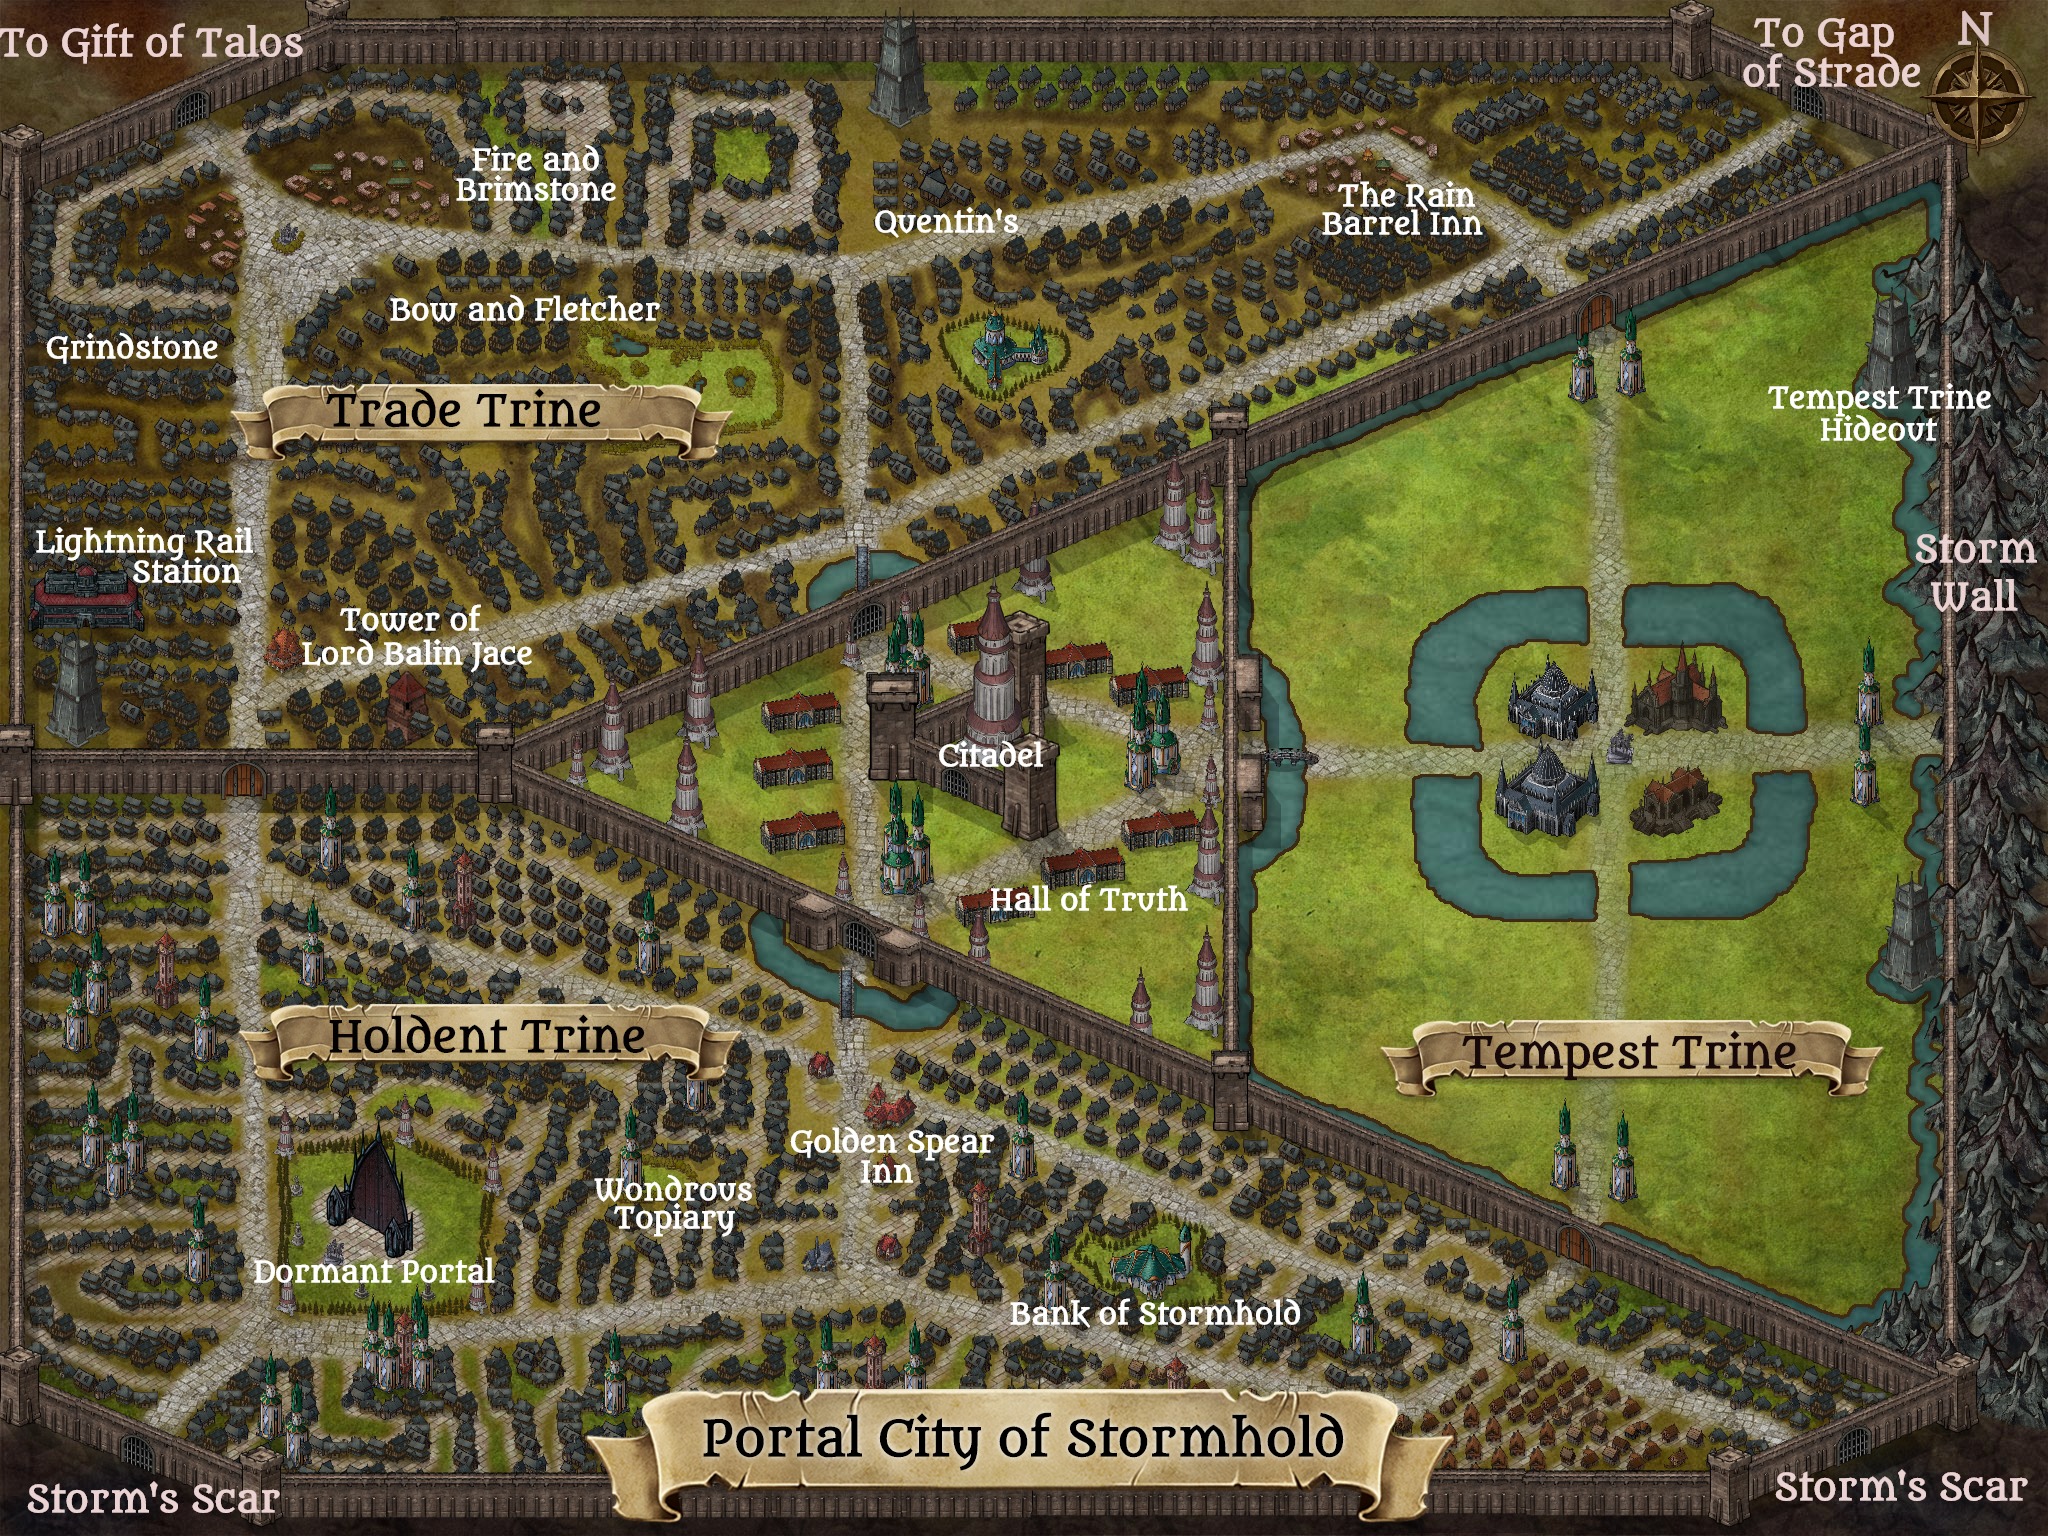 To Gift of Talos
To Gap
of Strade
N
Fire and
Brimstone
Quentin's
The Rain
Barrel Inn
Bow and Fletcher
Grindstone
Trade Trine
Tempest Trine
Hideout
Lightning Rail
Station
Storm
Wall
Tower of
Lord Balin Jace
Citadel
Hall of Truth
Holdent Trine
Tempest Trine
Golden Spear
Inn
Wondrous
Topiary
Dormant Portal
Bank of Stormhold
Portal City of Stormhold
Storm's Scar
Storm's Scar